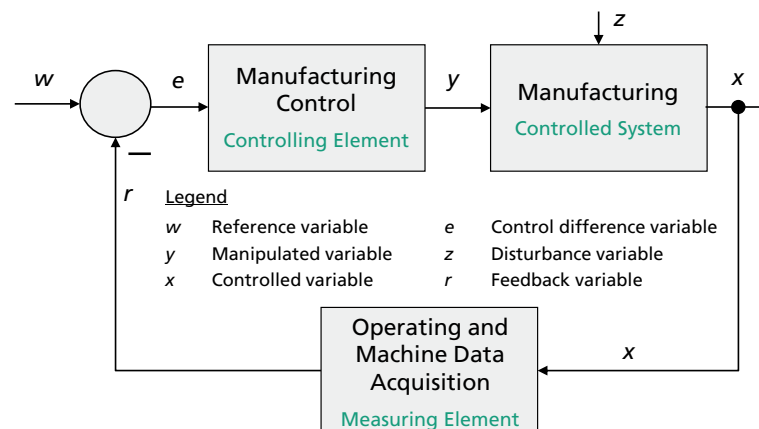 z
w
e
Manufacturing
Control
Controlling Element
y
Manufacturing
Controlled System
x
r
Legend
w Reference variable e Control difference variable
y Manipulated variable z Disturbance variable
x Controlled variable r Feedback variable
Operating and
Machine Data
Acquisition
Measuring Element
x